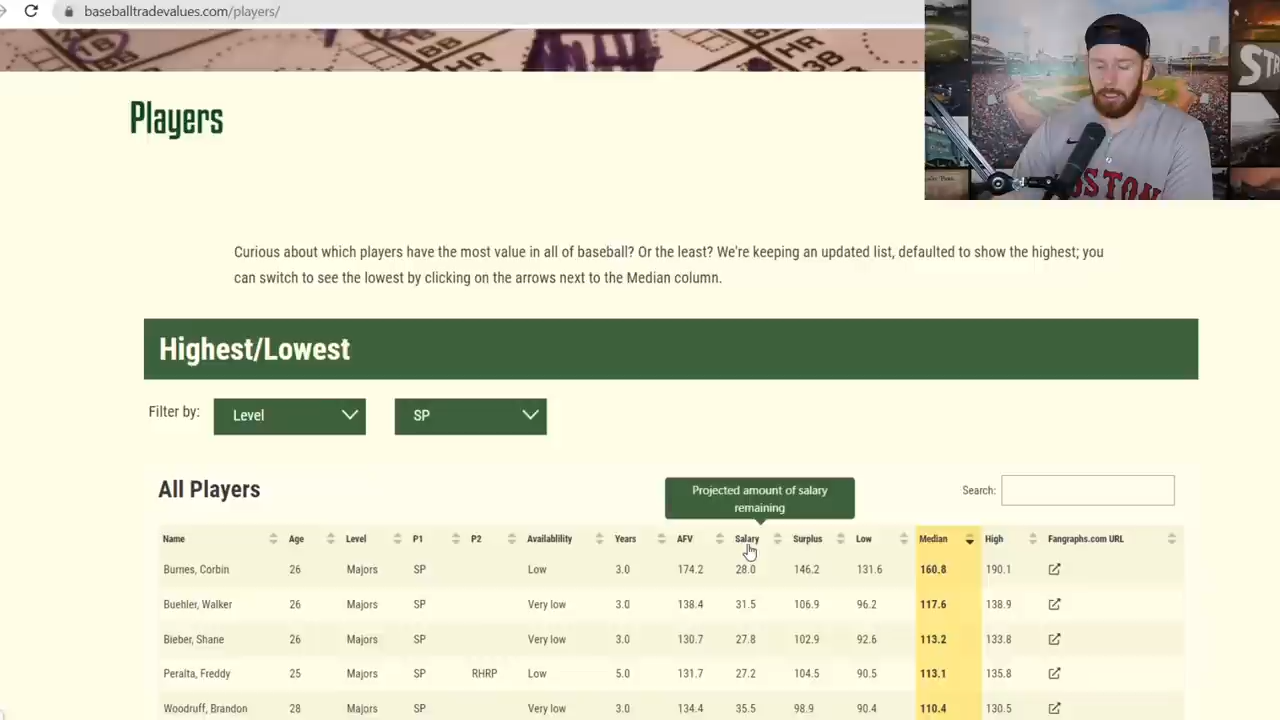 baseballtradevalues.com/players/
1B
BB
HR
BB
HR
3B
STR
BOSTON
Players
Curious about which players have the most value in all of baseball? Or the least? We're keeping an updated list, defaulted to show the highest; you
can switch to see the lowest by clicking on the arrows next to the Median column.
Highest/Lowest
Filter by: Level SP
All Players
Projected amount of salary
remaining
Search:
Name Age Level P1 P2 Availablility Years AFV Salary Surplus Low Median High Fangraphs.com URL
Burnes, Corbin 26 Majors SP Low 3.0 174.2 28.0 146.2 131.6 160.8 190.1
Buehler, Walker 26 Majors SP Very low 3.0 138.4 31.5 106.9 96.2 117.6 138.9
Bieber, Shane 26 Majors SP Very low 3.0 130.7 27.8 102.9 92.6 113.2 133.8
Peralta, Freddy 25 Majors SP RHRP Low 5.0 131.7 27.2 104.5 90.5 113.1 135.8
Woodruff, Brandon 28 Majors SP Very low 3.0 134.4 35.5 98.9 90.4 110.4 130.5